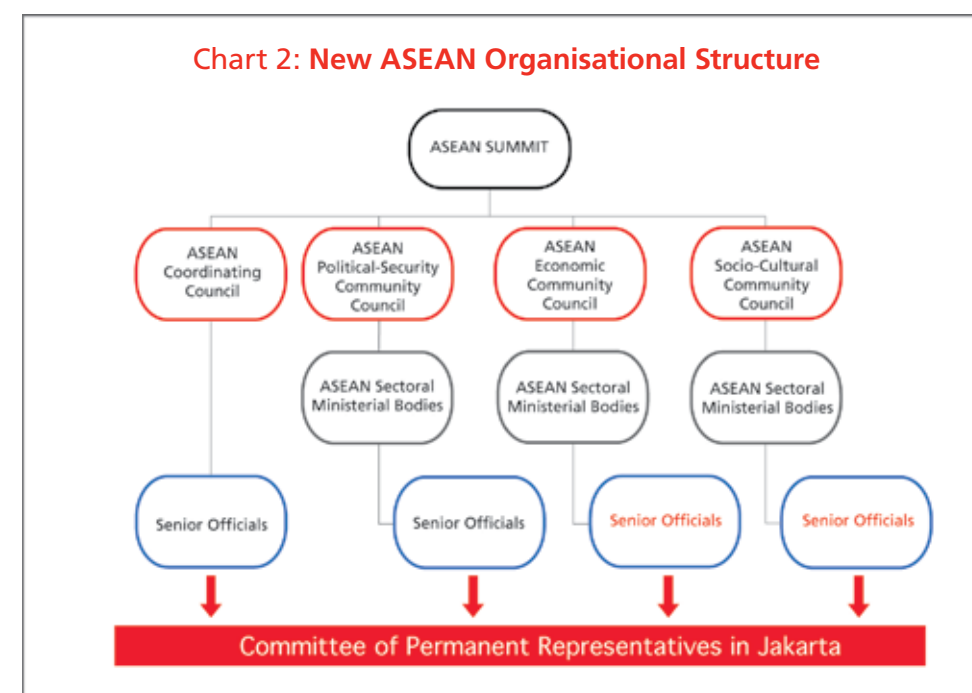 Chart 2: New ASEAN Organisational Structure
ASEAN SUMMIT
ASEAN
Coordinating
Council
ASEAN
Political-Security
Community
Council
ASEAN
Economic
Community
Council
ASEAN
Socio-Cultural
Community
Council
ASEAN Sectoral
Ministerial Bodies
ASEAN Sectoral
Ministerial Bodies
ASEAN Sectoral
Ministerial Bodies
Senior Officials
Senior Officials
Senior Officials
Senior Officials
Committee of Permanent Representatives in Jakarta